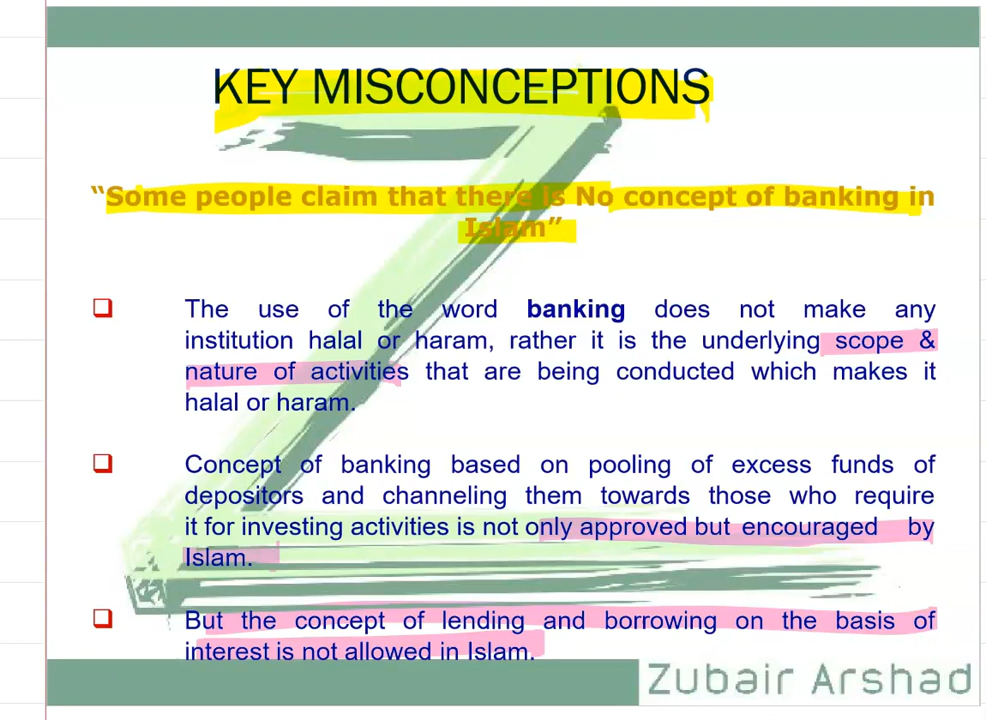 KEY MISCONCEPTIONS
“Some people claim that there is No concept of banking in
Islam”
The use of the word banking does not make any
institution halal or haram, rather it is the underlying scope &
nature of activities that are being conducted which makes it
halal or haram.
Concept of banking based on pooling of excess funds of
depositors and channeling them towards those who require
it for investing activities is not only approved but encouraged by
Islam.
But the concept of lending and borrowing on the basis of
interest is not allowed in Islam.
Zubair Arshad